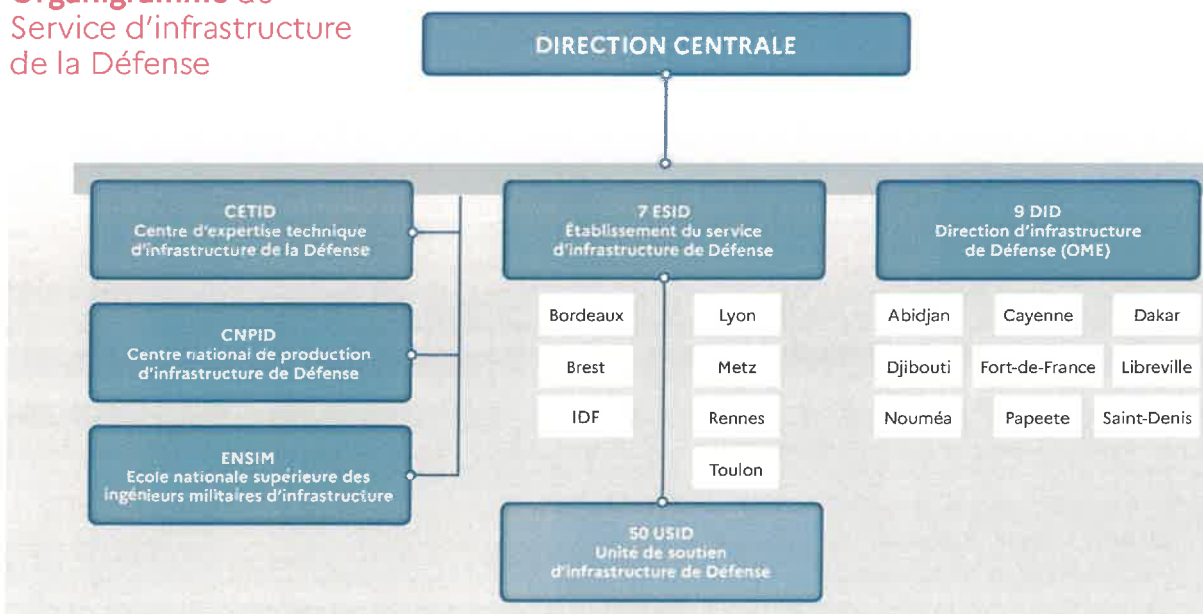 Organigramme du
Service d'infrastructure
de la Défense
DIRECTION CENTRALE
CETID
Centre d'expertise technique
d'infrastructure de la Défense
CNPID
Centre national de production
d'infrastructure de Défense
ENSIM
Ecole nationale supérieure des
ingénieurs militaires d'infrastructure
7 ESID
Établissement du service
d'infrastructure de Défense
Bordeaux
Lyon
Brest
Metz
IDF
Rennes
Toulon
50 USID
Unité de soutien
d'infrastructure de Défense
9 DID
Direction d'infrastructure
de Défense (OME)
Abidjan
Cayenne
Dakar
Djibouti
Fort-de-France
Libreville
Nouméa
Papeete
Saint-Denis